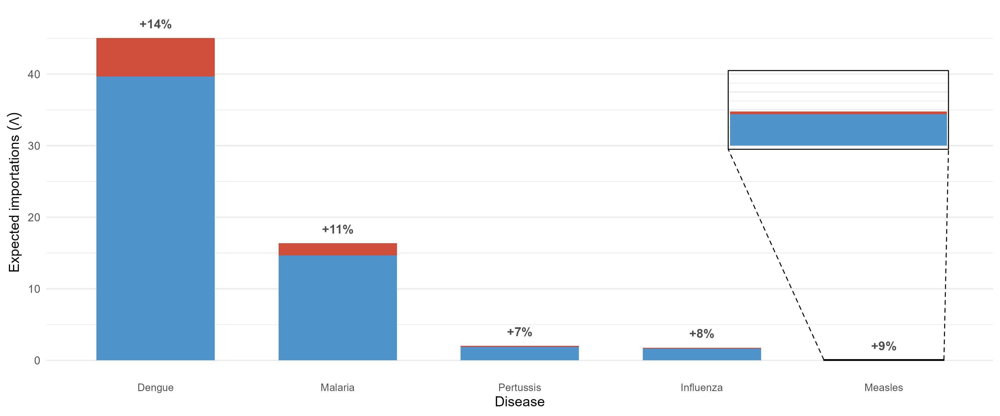 +14%
40
30
20
10
0
Expected importations (Λ)
+11%
+7%
+8%
+9%
Dengue
Malaria
Pertussis
Influenza
Measles
Disease